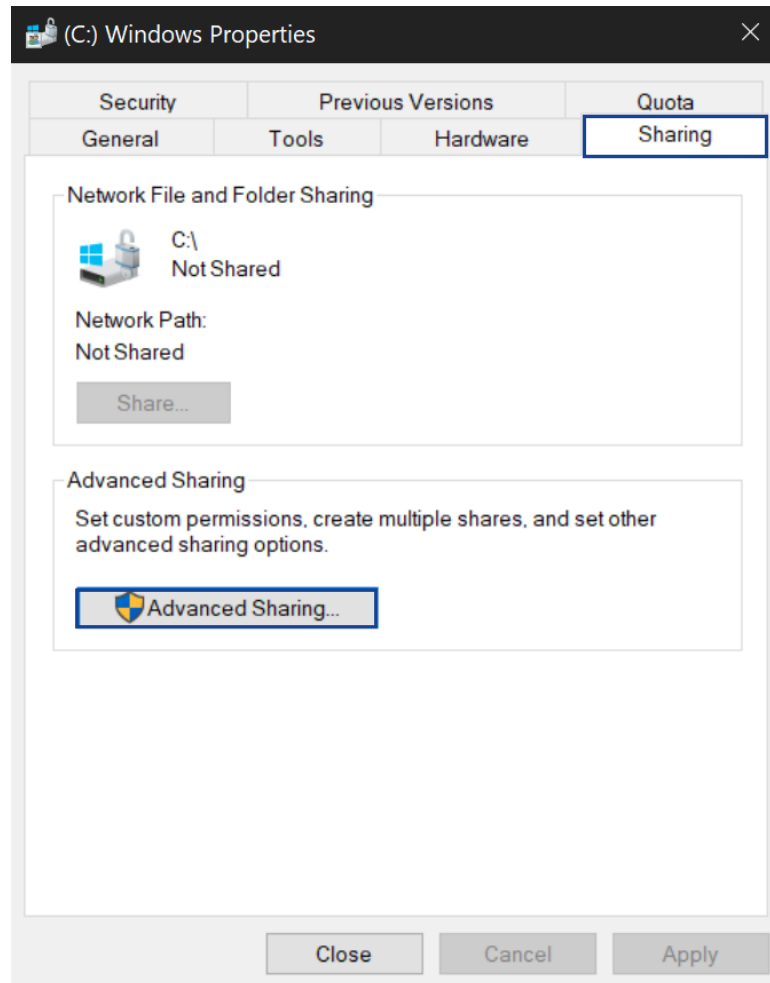 (C:) Windows Properties
Security Previous Versions Quota
General Tools Hardware Sharing
Network File and Folder Sharing
C:\
Not Shared
Network Path:
Not Shared
Share...
Advanced Sharing
Set custom permissions, create multiple shares, and set other
advanced sharing options.
Advanced Sharing...
Close Cancel Apply